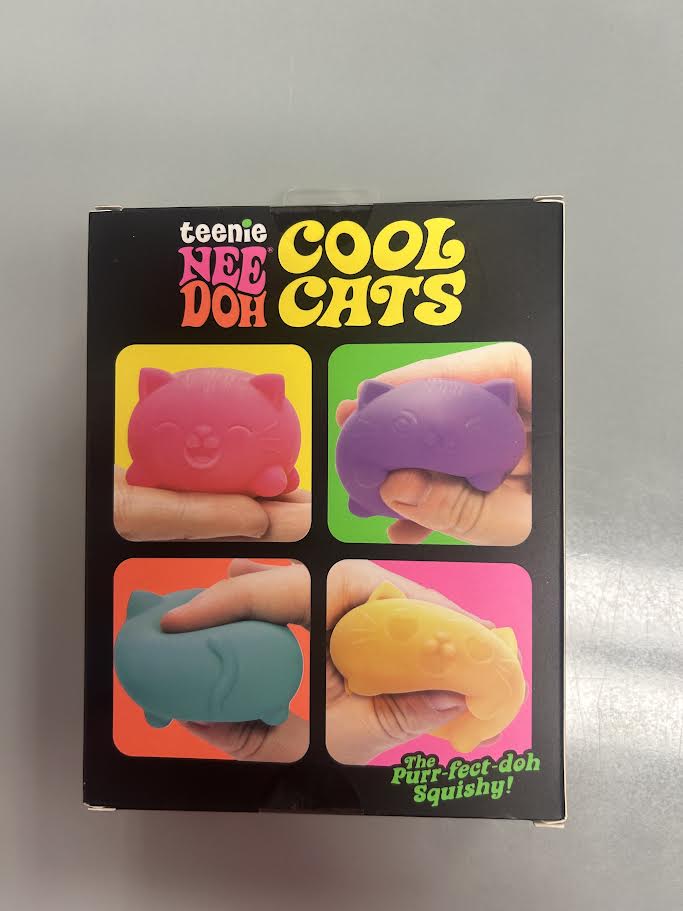 teenie
NEE®
DOH
COOL
CATS
The
Purr-fect-doh
Squishy!